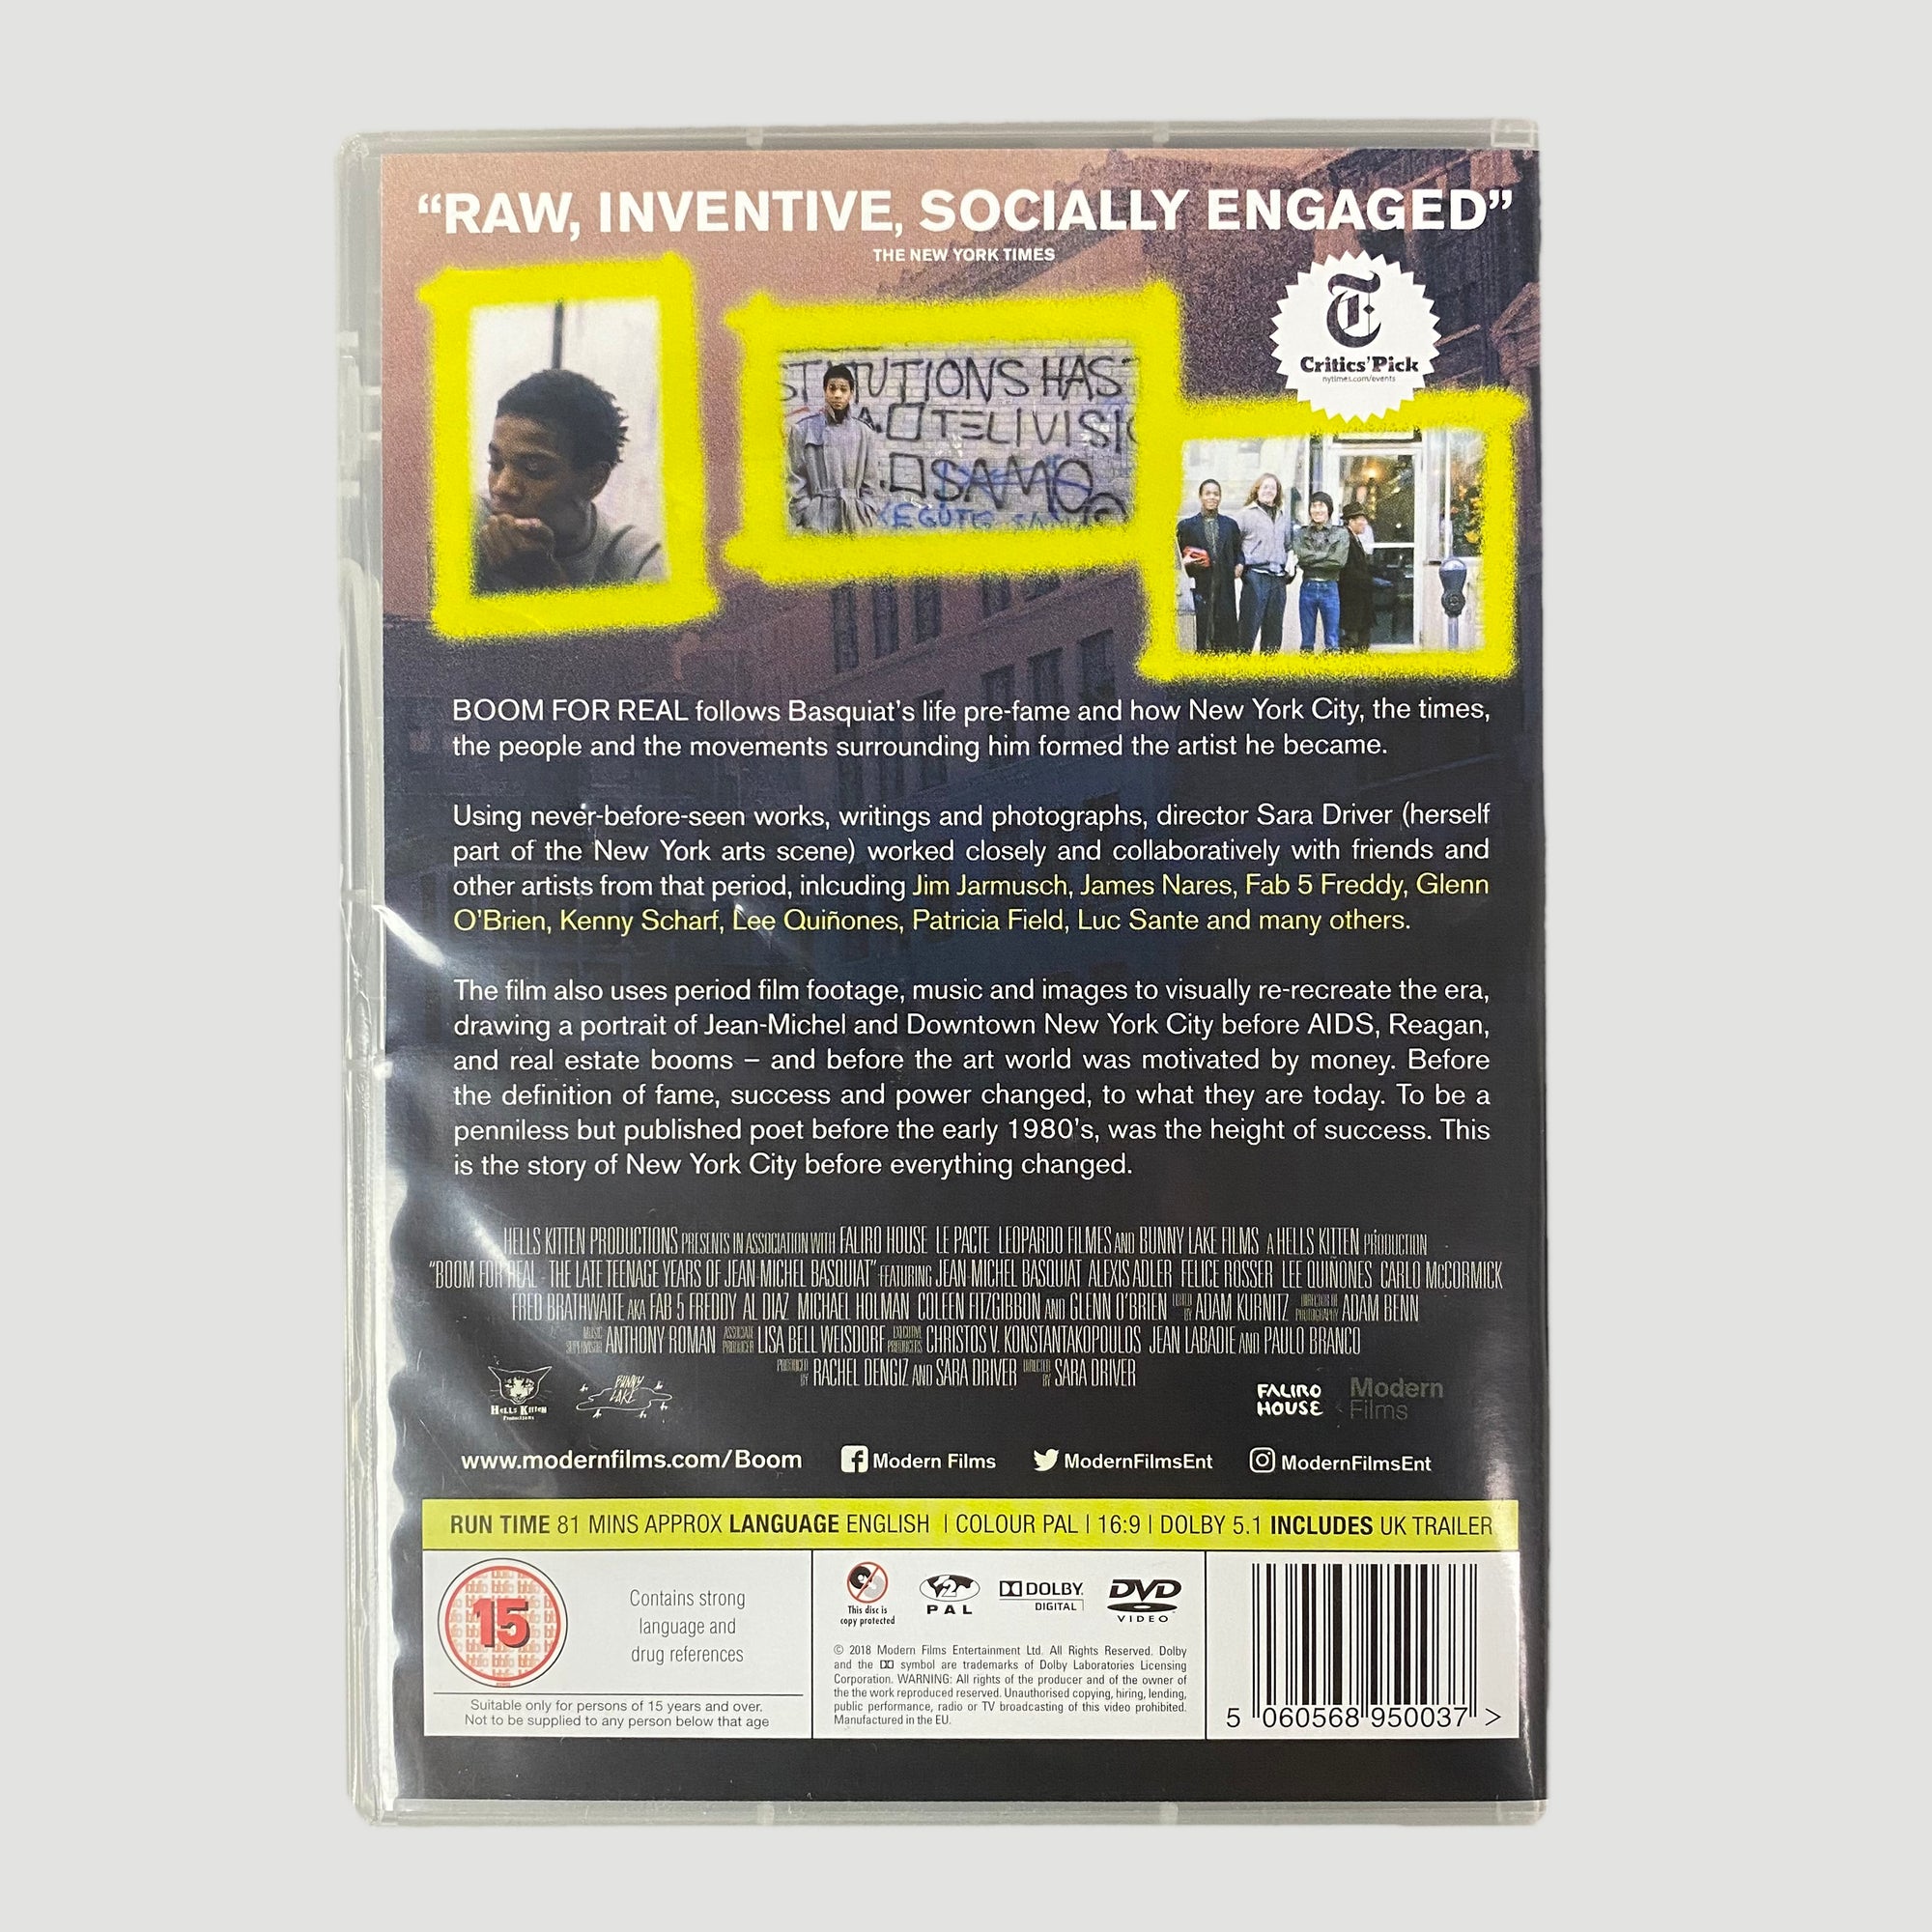 “RAW, INVENTIVE, SOCIALLY ENGAGED”
THE NEW YORK TIMES
T
Critics’ Pick
nytimes.com/events
STITUTIONS HAS
TELIVISI
SAMO
BOOM FOR REAL follows Basquiat’s life pre-fame and how New York City, the times,
the people and the movements surrounding him formed the artist he became.
Using never-before-seen works, writings and photographs, director Sara Driver (herself
part of the New York arts scene) worked closely and collaboratively with friends and
other artists from that period, inlcuding Jim Jarmusch, James Nares, Fab 5 Freddy, Glenn
O’Brien, Kenny Scharf, Lee Quiñones, Patricia Field, Luc Sante and many others.
The film also uses period film footage, music and images to visually re-recreate the era,
drawing a portrait of Jean-Michel and Downtown New York City before AIDS, Reagan,
and real estate booms – and before the art world was motivated by money. Before
the definition of fame, success and power changed, to what they are today. To be a
penniless but published poet before the early 1980’s, was the height of success. This
is the story of New York City before everything changed.
HELLS KITTEN PRODUCTIONS PRESENTS IN ASSOCIATION WITH FALIRO HOUSE LE PACTE LEOPARDO FILMES AND BUNNY LAKE FILMS A HELLS KITTEN PRODUCTION
“BOOM FOR REAL - THE LATE TEENAGE YEARS OF JEAN-MICHEL BASQUIAT” FEATURING JEAN-MICHEL BASQUIAT ALEXIS ADLER FELICE ROSSER LEE QUIÑONES CARLO McCORMICK
FRED BRATHWAITE AKA FAB 5 FREDDY AL DIAZ MICHAEL HOLMAN COLEEN FITZGIBBON AND GLENN O’BRIEN EDITED BY ADAM KURNITZ DIRECTOR OF PHOTOGRAPHY ADAM BENN
MUSIC SUPERVISOR ANTHONY ROMAN ASSOCIATE PRODUCER LISA BELL WEISDORF EXECUTIVE PRODUCERS CHRISTOS V. KONSTANTAKOPOULOS JEAN LABADIE AND PAULO BRANCO
PRODUCED BY RACHEL DENGIZ AND SARA DRIVER DIRECTED BY SARA DRIVER
HELLS KITTEN
Productions
BUNNY
LAKE
FALIRO
HOUSE
Modern
Films
www.modernfilms.com/Boom Modern Films ModernFilmsEnt ModernFilmsEnt
RUN TIME 81 MINS APPROX LANGUAGE ENGLISH | COLOUR PAL | 16:9 | DOLBY 5.1 INCLUDES UK TRAILER
15
Contains strong
language and
drug references
Suitable only for persons of 15 years and over.
Not to be supplied to any person below that age
This disc is
copy protected
2
PAL
DOLBY
DIGITAL
DVD
VIDEO
© 2018 Modern Films Entertainment Ltd. All Rights Reserved. Dolby
and the symbol are trademarks of Dolby Laboratories Licensing
Corporation. WARNING: All rights of the producer and of the owner of
the the work reproduced reserved. Unauthorised copying, hiring, lending,
public performance, radio or TV broadcasting of this video prohibited.
Manufactured in the EU.
5 060568 950037 >